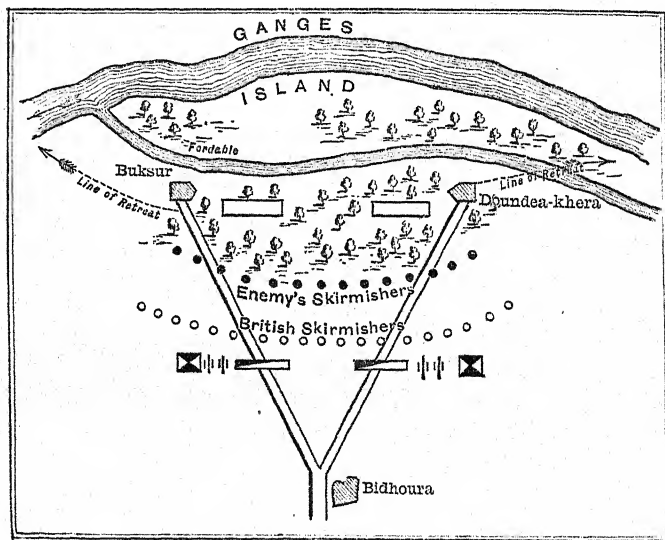 GANGES
ISLAND
Fordable
Buksur
Line of Retreat
Line of Retreat
Doundea-khera
Enemy's Skirmishers
British Skirmishers
Bidhoura